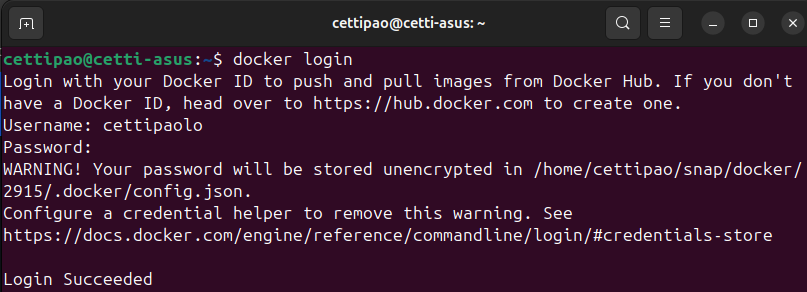 cettipao@cetti-asus: ~
cettipao@cetti-asus:~$ docker login
Login with your Docker ID to push and pull images from Docker Hub. If you don't
have a Docker ID, head over to https://hub.docker.com to create one.
Username: cettipaolo
Password:
WARNING! Your password will be stored unencrypted in /home/cettipao/snap/docker/
2915/.docker/config.json.
Configure a credential helper to remove this warning. See
https://docs.docker.com/engine/reference/commandline/login/#credentials-store
Login Succeeded